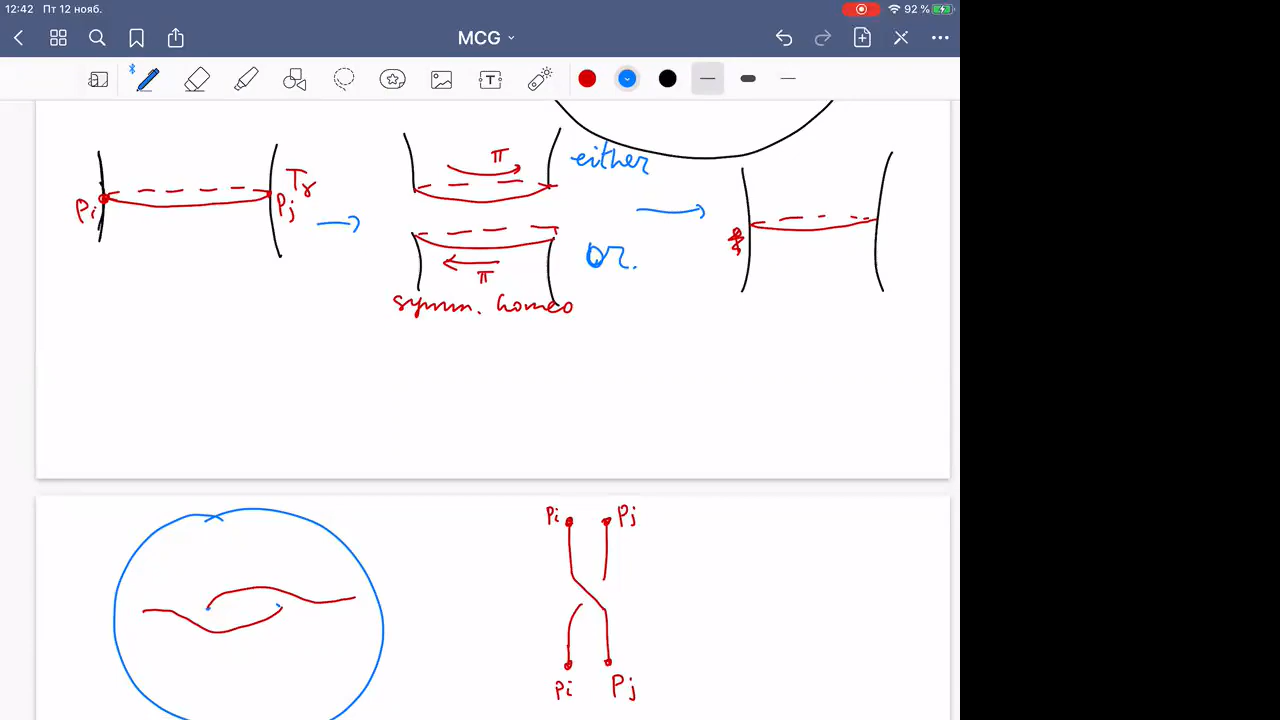 12:42 Пт 12 нояб.
92 %
MCG
T
π
either
Tγ
Pi
Pj
or.
π
symm. homeo
Pi
Pj
Pi
Pj